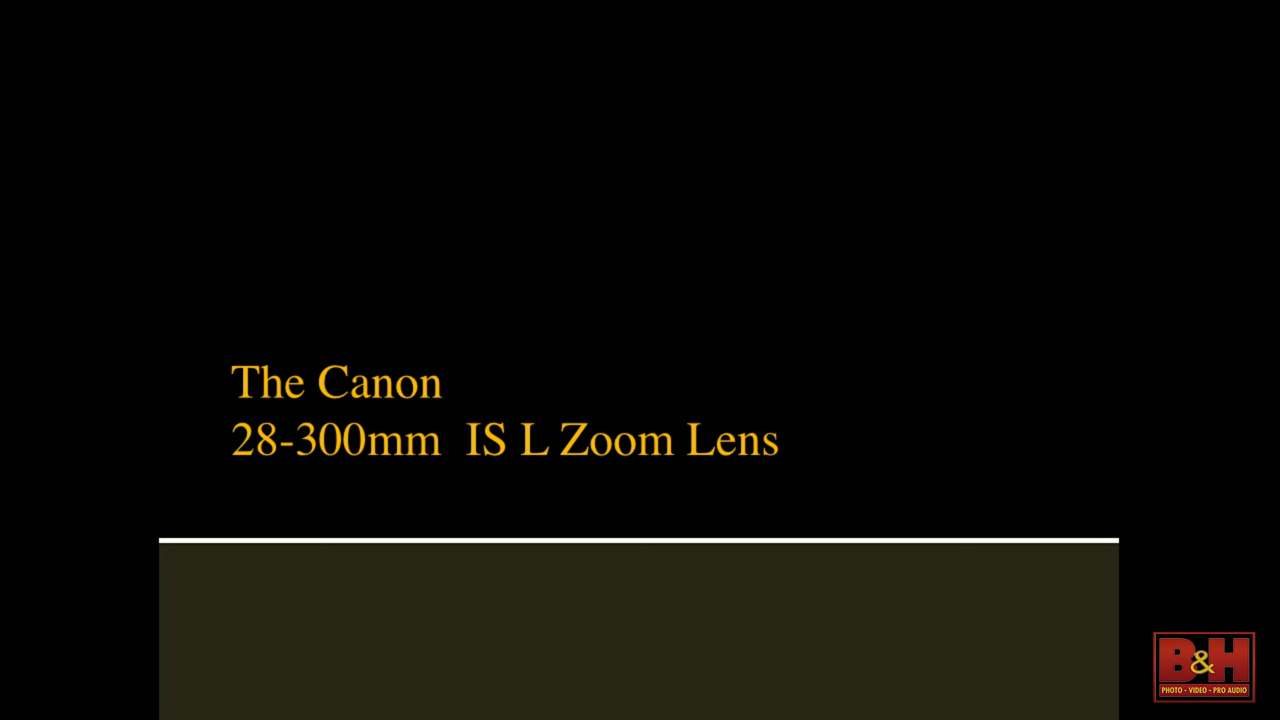 The Canon
28-300mm  IS L Zoom Lens
B&H
PHOTO - VIDEO - PRO AUDIO